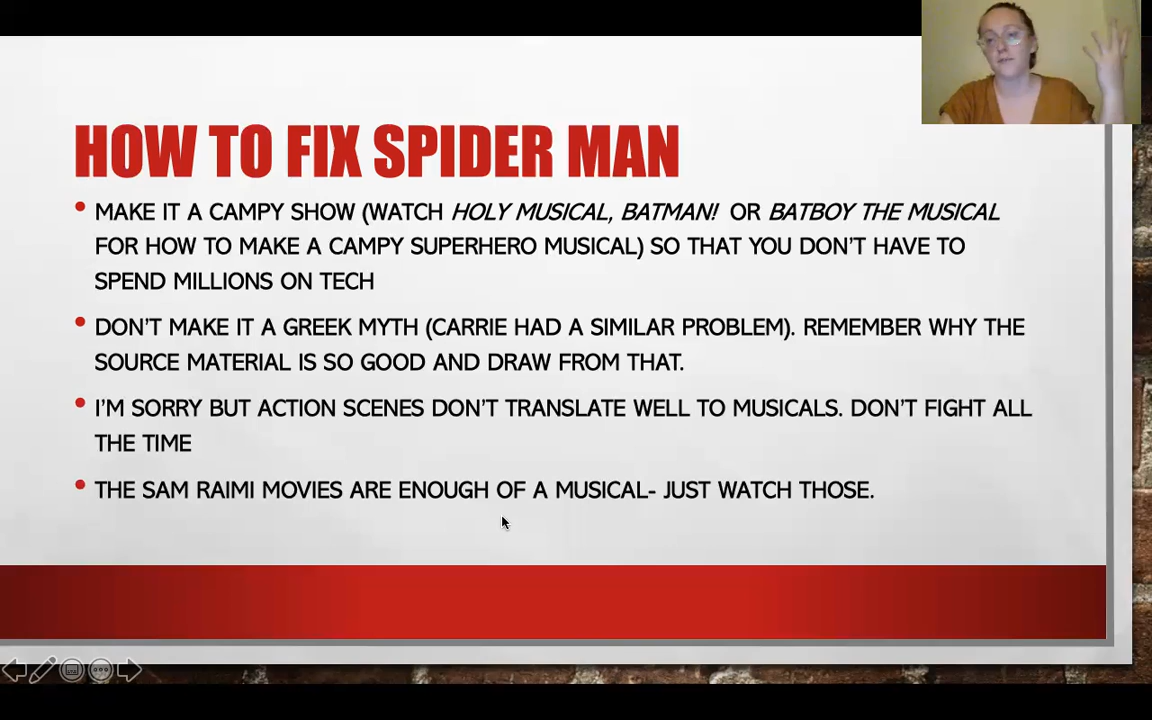 HOW TO FIX SPIDER MAN
• MAKE IT A CAMPY SHOW (WATCH HOLY MUSICAL, BATMAN! OR BATBOY THE MUSICAL
FOR HOW TO MAKE A CAMPY SUPERHERO MUSICAL) SO THAT YOU DON'T HAVE TO
SPEND MILLIONS ON TECH
• DON'T MAKE IT A GREEK MYTH (CARRIE HAD A SIMILAR PROBLEM). REMEMBER WHY THE
SOURCE MATERIAL IS SO GOOD AND DRAW FROM THAT.
• I'M SORRY BUT ACTION SCENES DON'T TRANSLATE WELL TO MUSICALS. DON'T FIGHT ALL
THE TIME
• THE SAM RAIMI MOVIES ARE ENOUGH OF A MUSICAL- JUST WATCH THOSE.